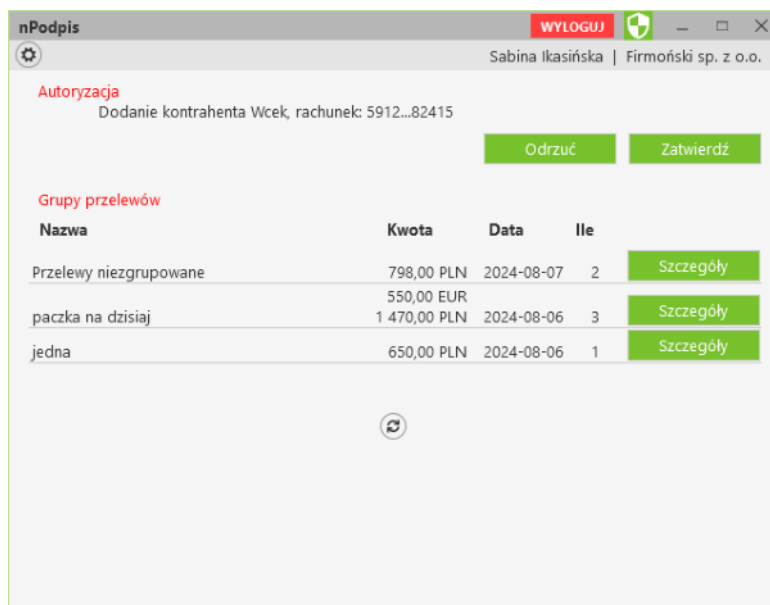 nPodpis WYLOGUJ
Sabina Ikasińska | Firmoński sp. z o.o.
Autoryzacja
Dodanie kontrahenta Wcek, rachunek: 5912...82415
Odrzuć Zatwierdź
Grupy przelewów
Nazwa Kwota Data Ile
Przelewy niezgrupowane 798,00 PLN 2024-08-07 2 Szczegóły
550,00 EUR
paczka na dzisiaj 1 470,00 PLN 2024-08-06 3 Szczegóły
jedna 650,00 PLN 2024-08-06 1 Szczegóły